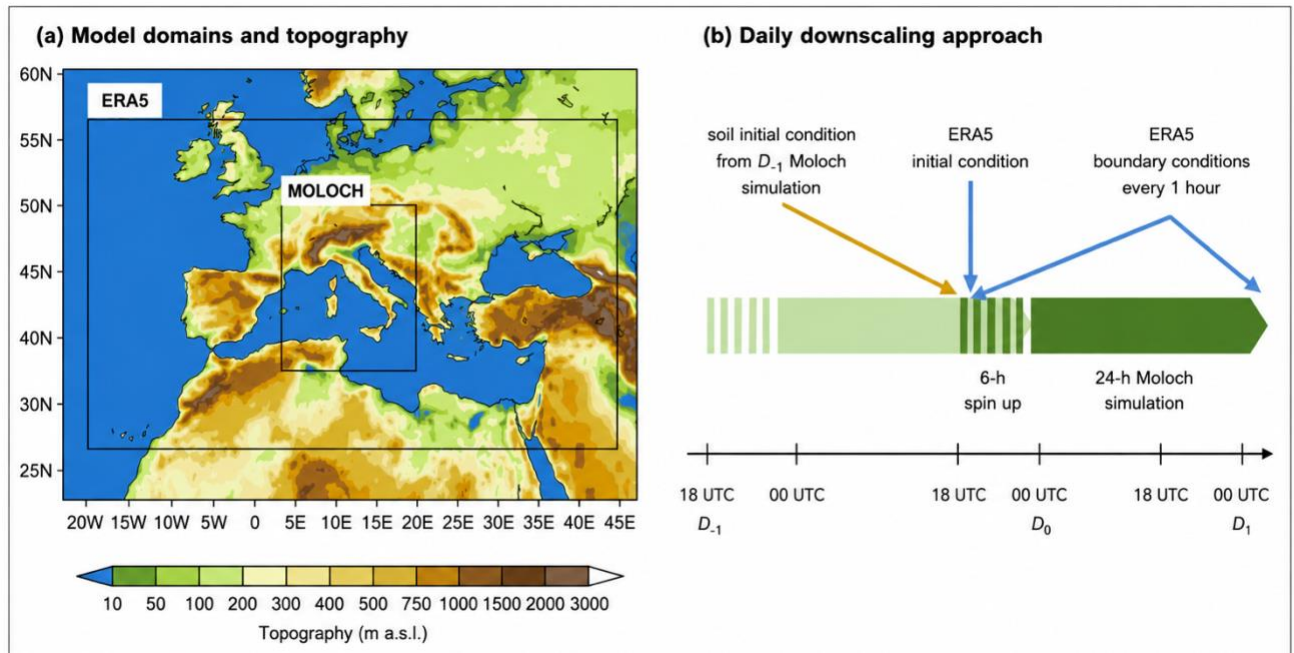 (a) Model domains and topography
60N
55N
50N
45N
40N
35N
30N
25N
ERA5
MOLOCH
20W 15W 10W 5W 0 5E 10E 15E 20E 25E 30E 35E 40E 45E
10 50 100 200 300 400 500 750 1000 1500 2000 3000
Topography (m a.s.l.)
(b) Daily downscaling approach
soil initial condition
from D-1 Moloch
simulation
ERA5
initial condition
ERA5
boundary conditions
every 1 hour
6-h
spin up
24-h Moloch
simulation
18 UTC 00 UTC 18 UTC 00 UTC 18 UTC 00 UTC
D-1 D0 D1